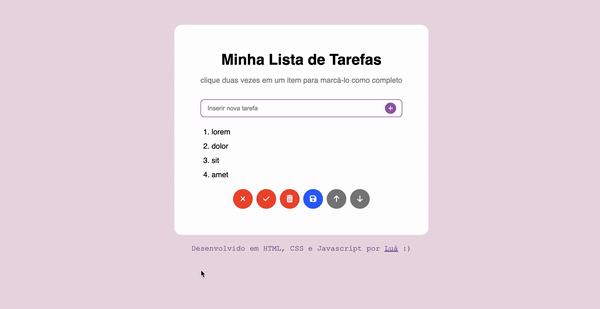 Minha Lista de Tarefas
clique duas vezes em um item para marcá-lo como completo
Inserir nova tarefa
1. lorem
2. dolor
3. sit
4. amet
Desenvolvido em HTML, CSS e Javascript por Luá :)